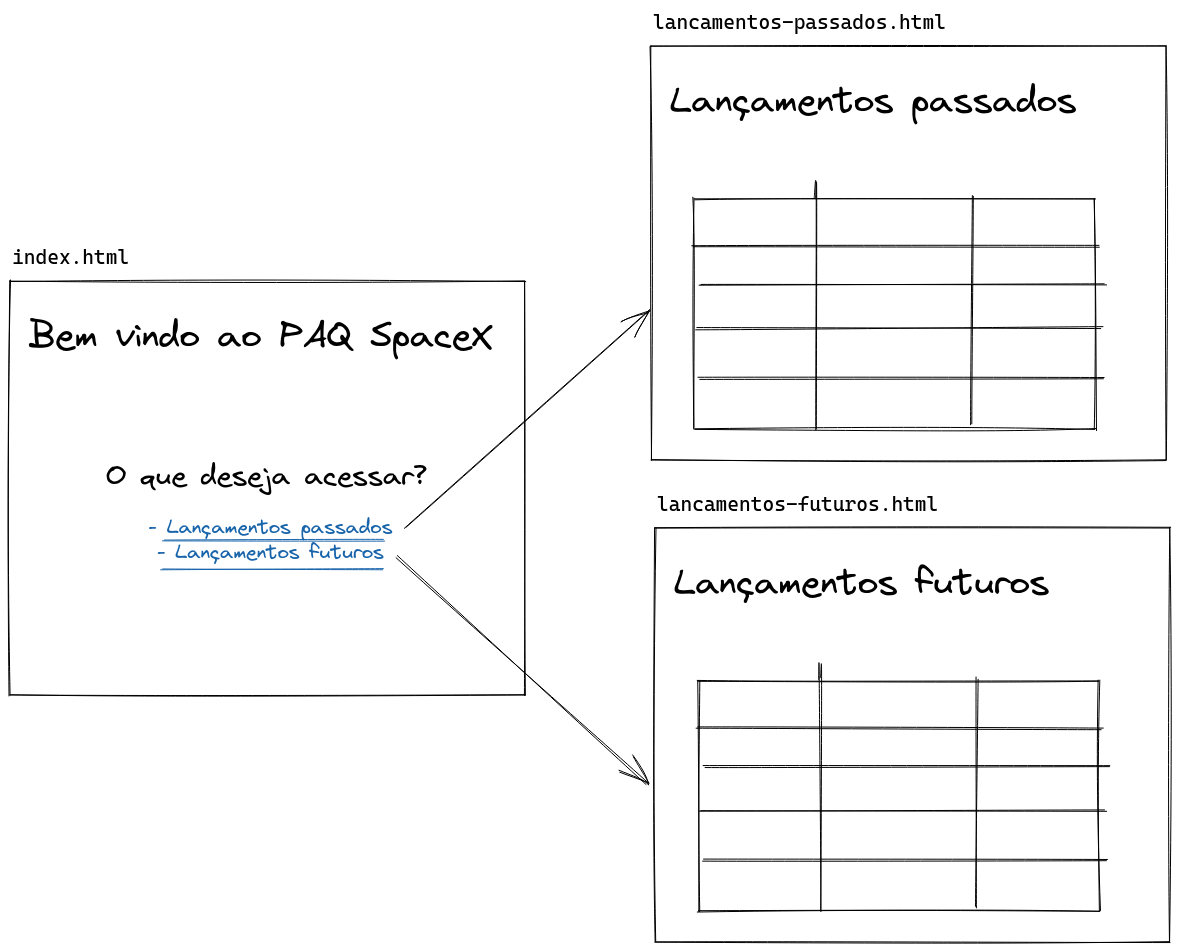 lancamentos-passados.html
Lançamentos passados
index.html
Bem vindo ao PAQ SpaceX
O que deseja acessar?
- Lançamentos passados
- Lançamentos futuros
lancamentos-futuros.html
Lançamentos futuros